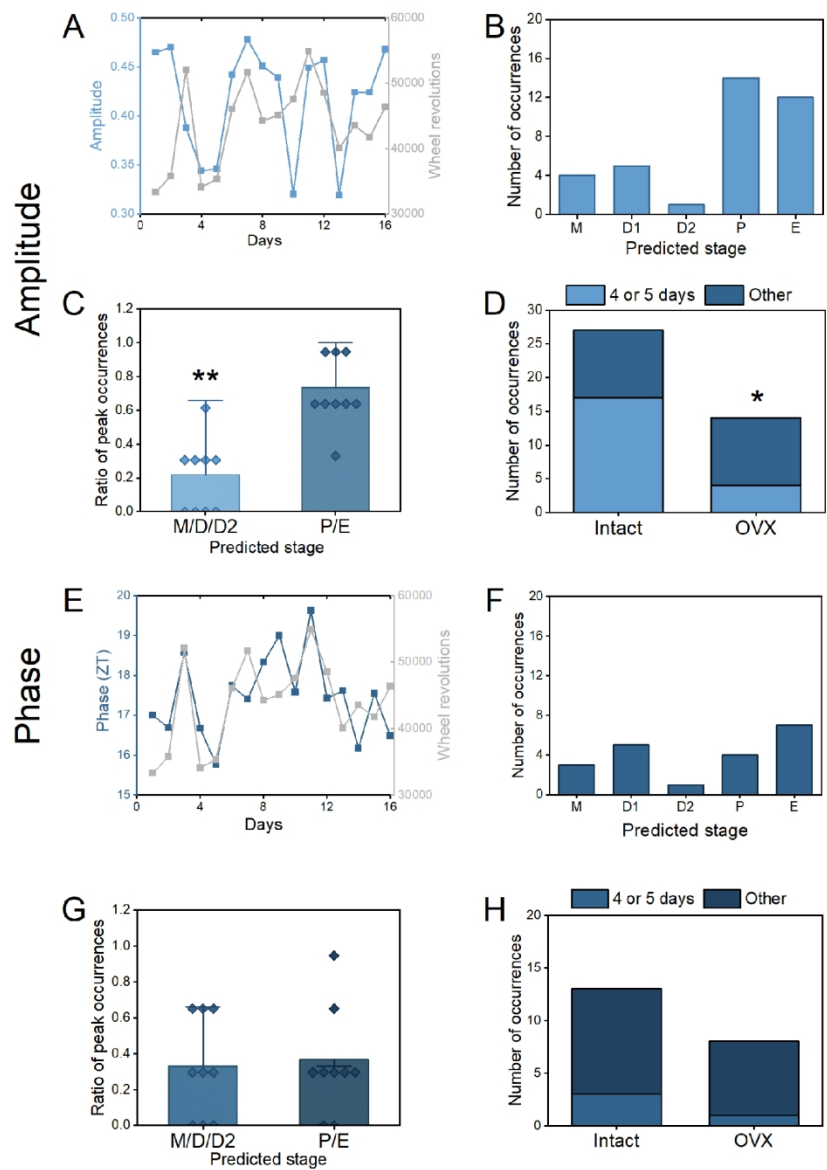 Amplitude
A
0.50
0.45
0.40
0.35
0.30
Amplitude
60000
50000
40000
30000
Wheel revolutions
0 4 8 12 16
Days
B
20
16
12
8
4
0
Number of occurrences
M D1 D2 P E
Predicted stage
C
1.2
1.0
0.8
0.6
0.4
0.2
0.0
Ratio of peak occurrences
**
M/D/D2 P/E
Predicted stage
D
4 or 5 days Other
30
25
20
15
10
5
0
Number of occurrences
*
Intact OVX
Phase
E
20
19
18
17
16
15
Phase (ZT)
60000
50000
40000
30000
Wheel revolutions
0 4 8 12 16
Days
F
20
16
12
8
4
0
Number of occurrences
M D1 D2 P E
Predicted stage
G
1.2
1.0
0.8
0.6
0.4
0.2
0.0
Ratio of peak occurrences
M/D/D2 P/E
Predicted stage
H
4 or 5 days Other
20
15
10
5
0
Number of occurrences
Intact OVX